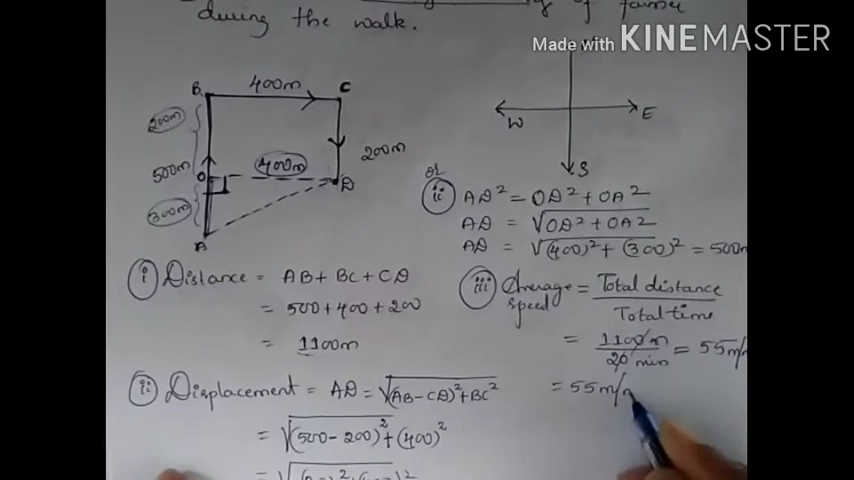 during the walk.
Made with KINEMASTER
B 400m C
200m
500m
O 400m D
200m
300m
A
W E
S
or
(ii) AD² = OD² + OA²
AD = √OD² + OA²
AD = √(400)² + (300)² = 500m
(i) Distance = AB + BC + CD
= 500 + 400 + 200
= 1100m
(iii) Average speed = Total distance / Total time
= 1100 m / 20 min = 55m/
= 55m/
(ii) Displacement = AD = √(AB - CD)² + BC²
= √(500 - 200)² + (400)²